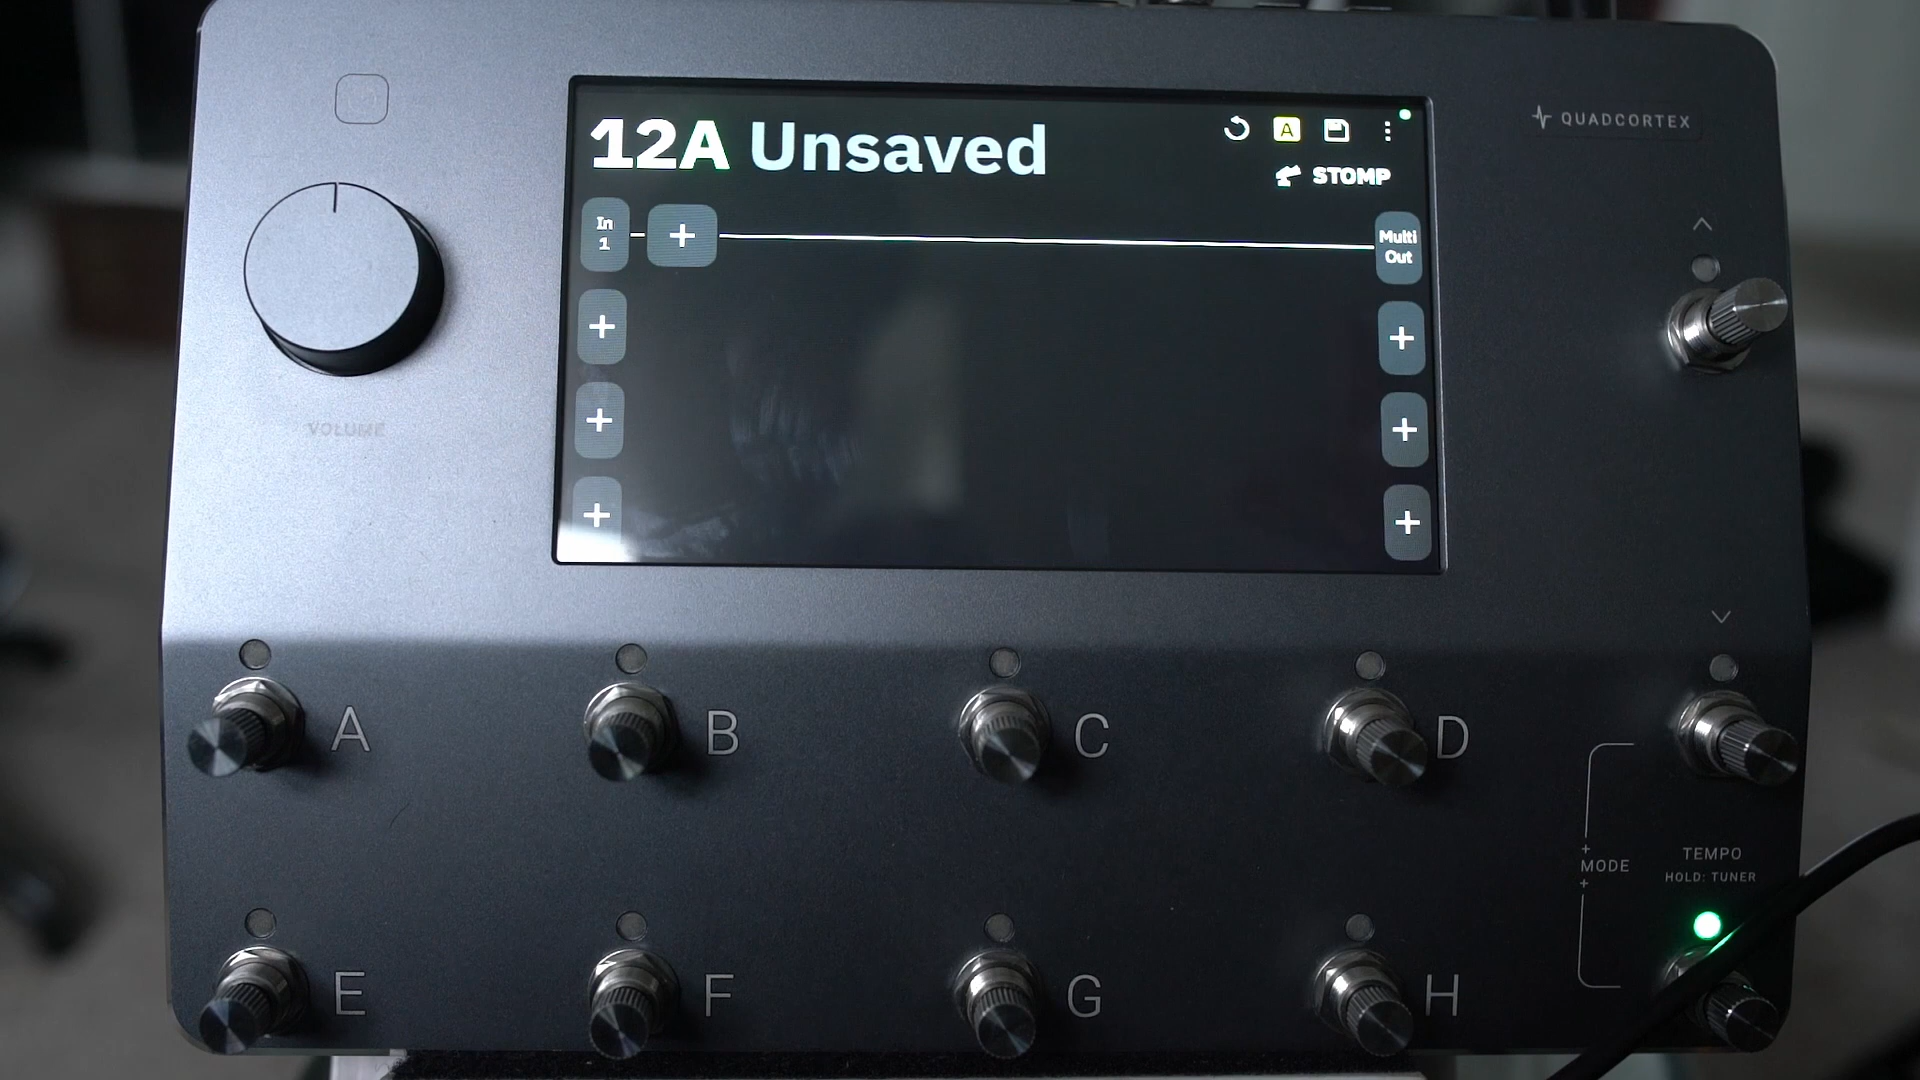 QUADCORTEX
12A Unsaved
A
STOMP
In
1
Multi
Out
VOLUME
A
B
C
D
MODE
TEMPO
HOLD: TUNER
E
F
G
H